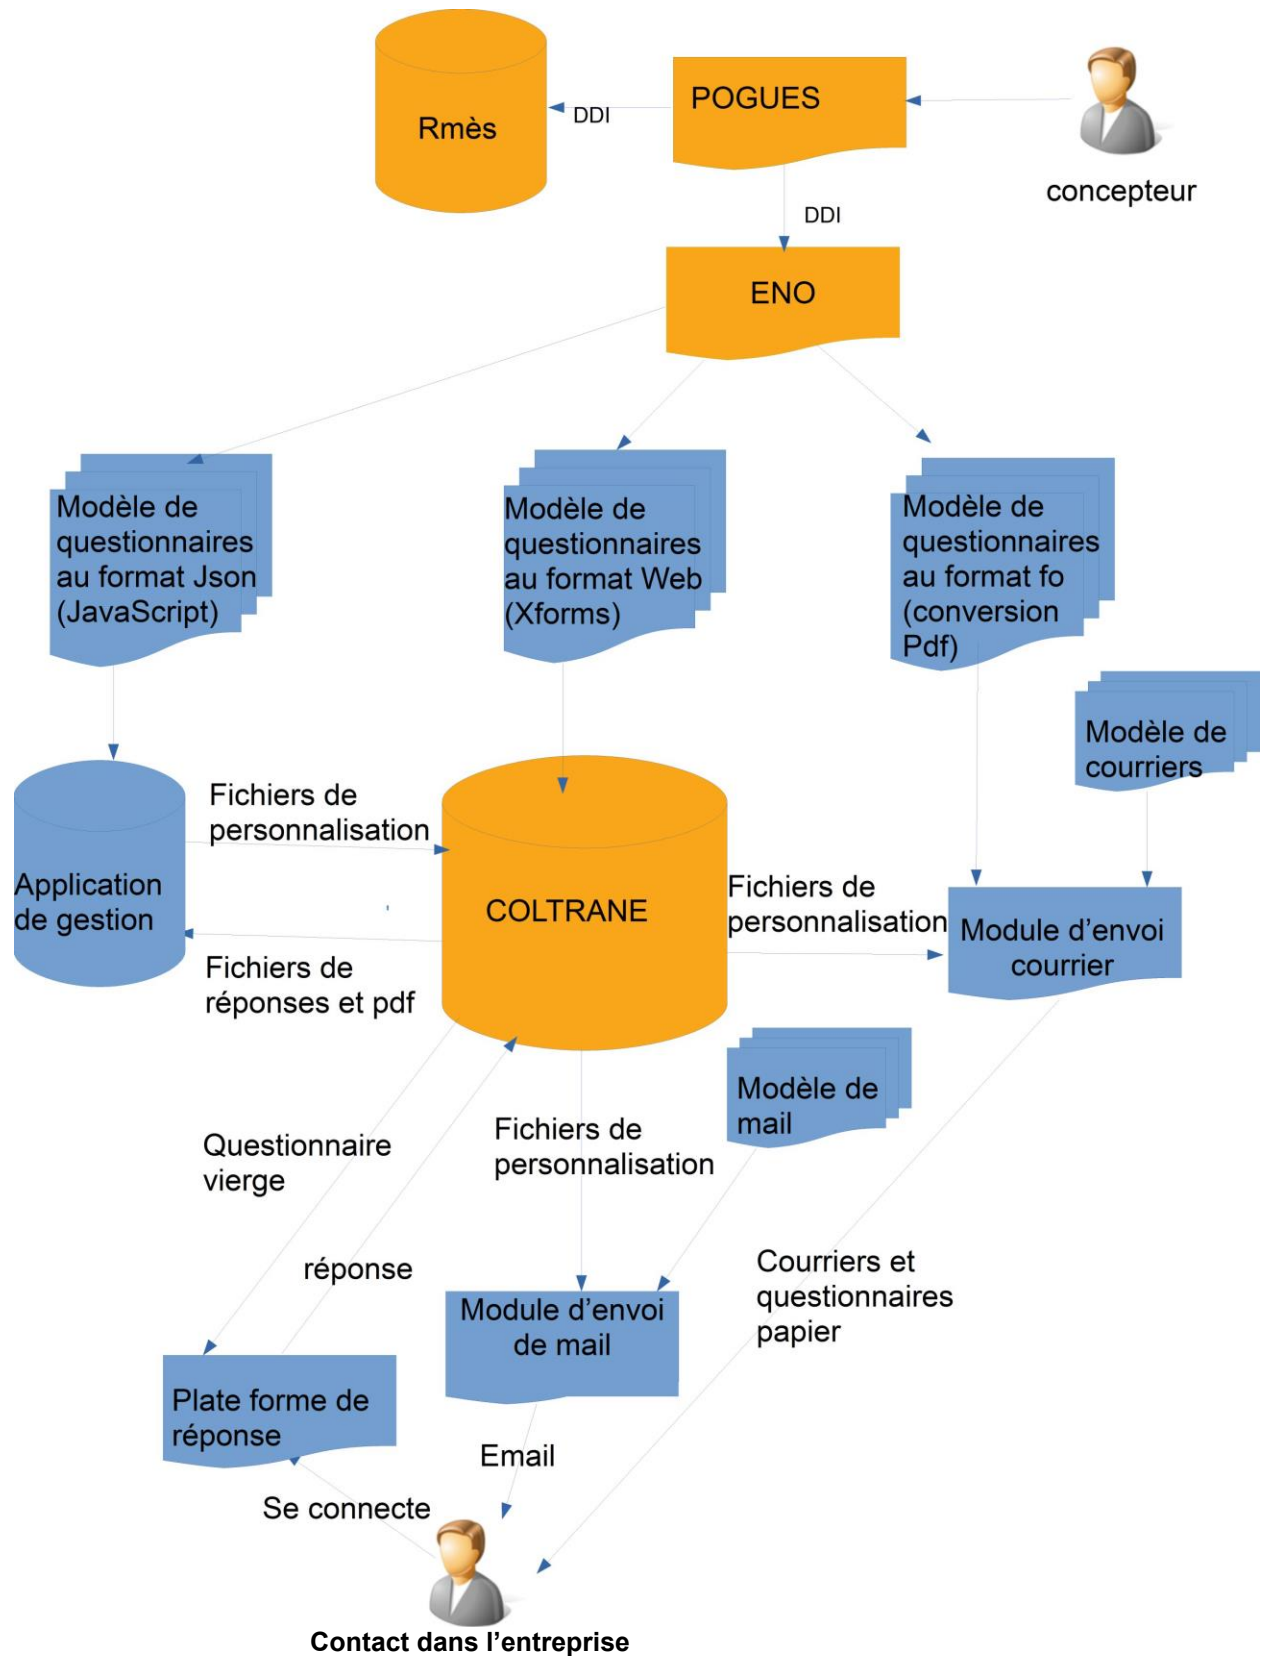 Rmès
DDI
POGUES
concepteur
DDI
ENO
Modèle de
questionnaires
au format Json
(JavaScript)
Modèle de
questionnaires
au format Web
(Xforms)
Modèle de
questionnaires
au format fo
(conversion
Pdf)
Modèle de
courriers
Application
de gestion
Fichiers de
personnalisation
Fichiers de
réponses et pdf
COLTRANE
Fichiers de
personnalisation
Module d’envoi
courrier
Modèle de
mail
Questionnaire
vierge
réponse
Fichiers de
personnalisation
Courriers et
questionnaires
papier
Module d’envoi
de mail
Plate forme de
réponse
Email
Se connecte
Contact dans l’entreprise